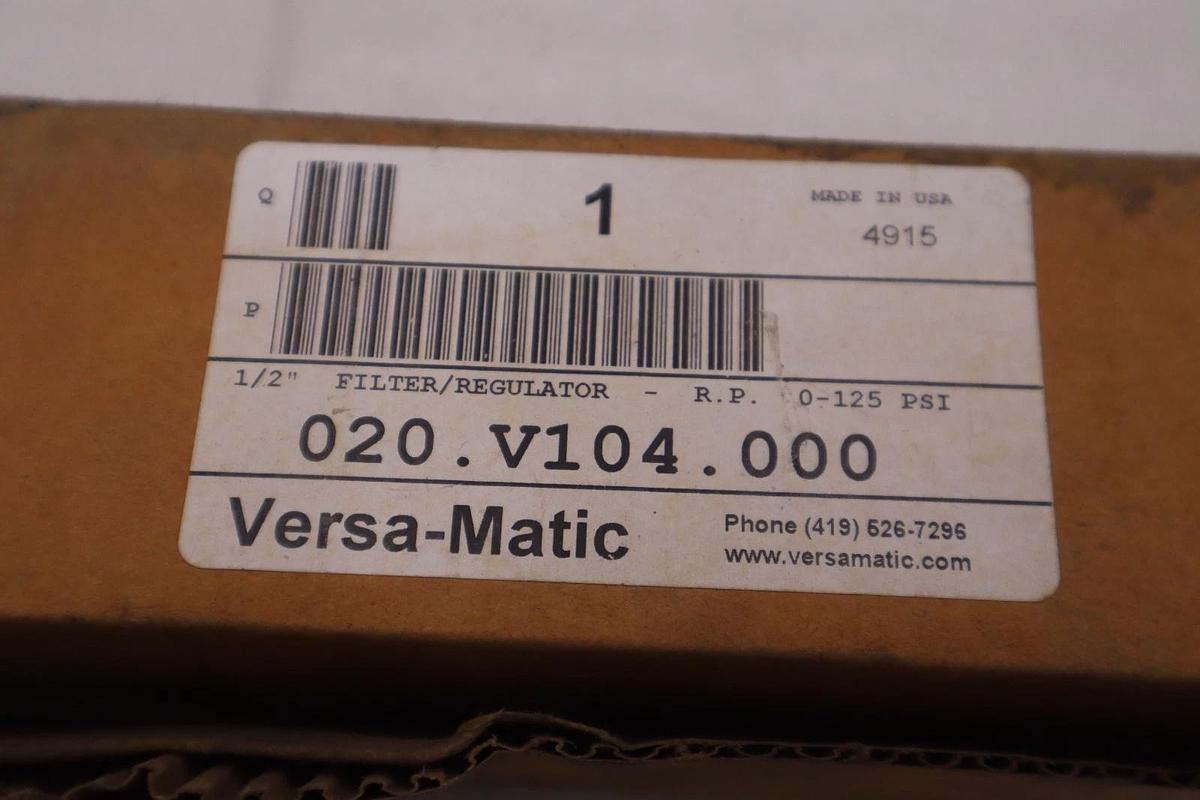 Q 1 MADE IN USA
4915
P
1/2" FILTER/REGULATOR - R.P. 0-125 PSI
020.V104.000
Versa-Matic
Phone (419) 526-7296
www.versamatic.com